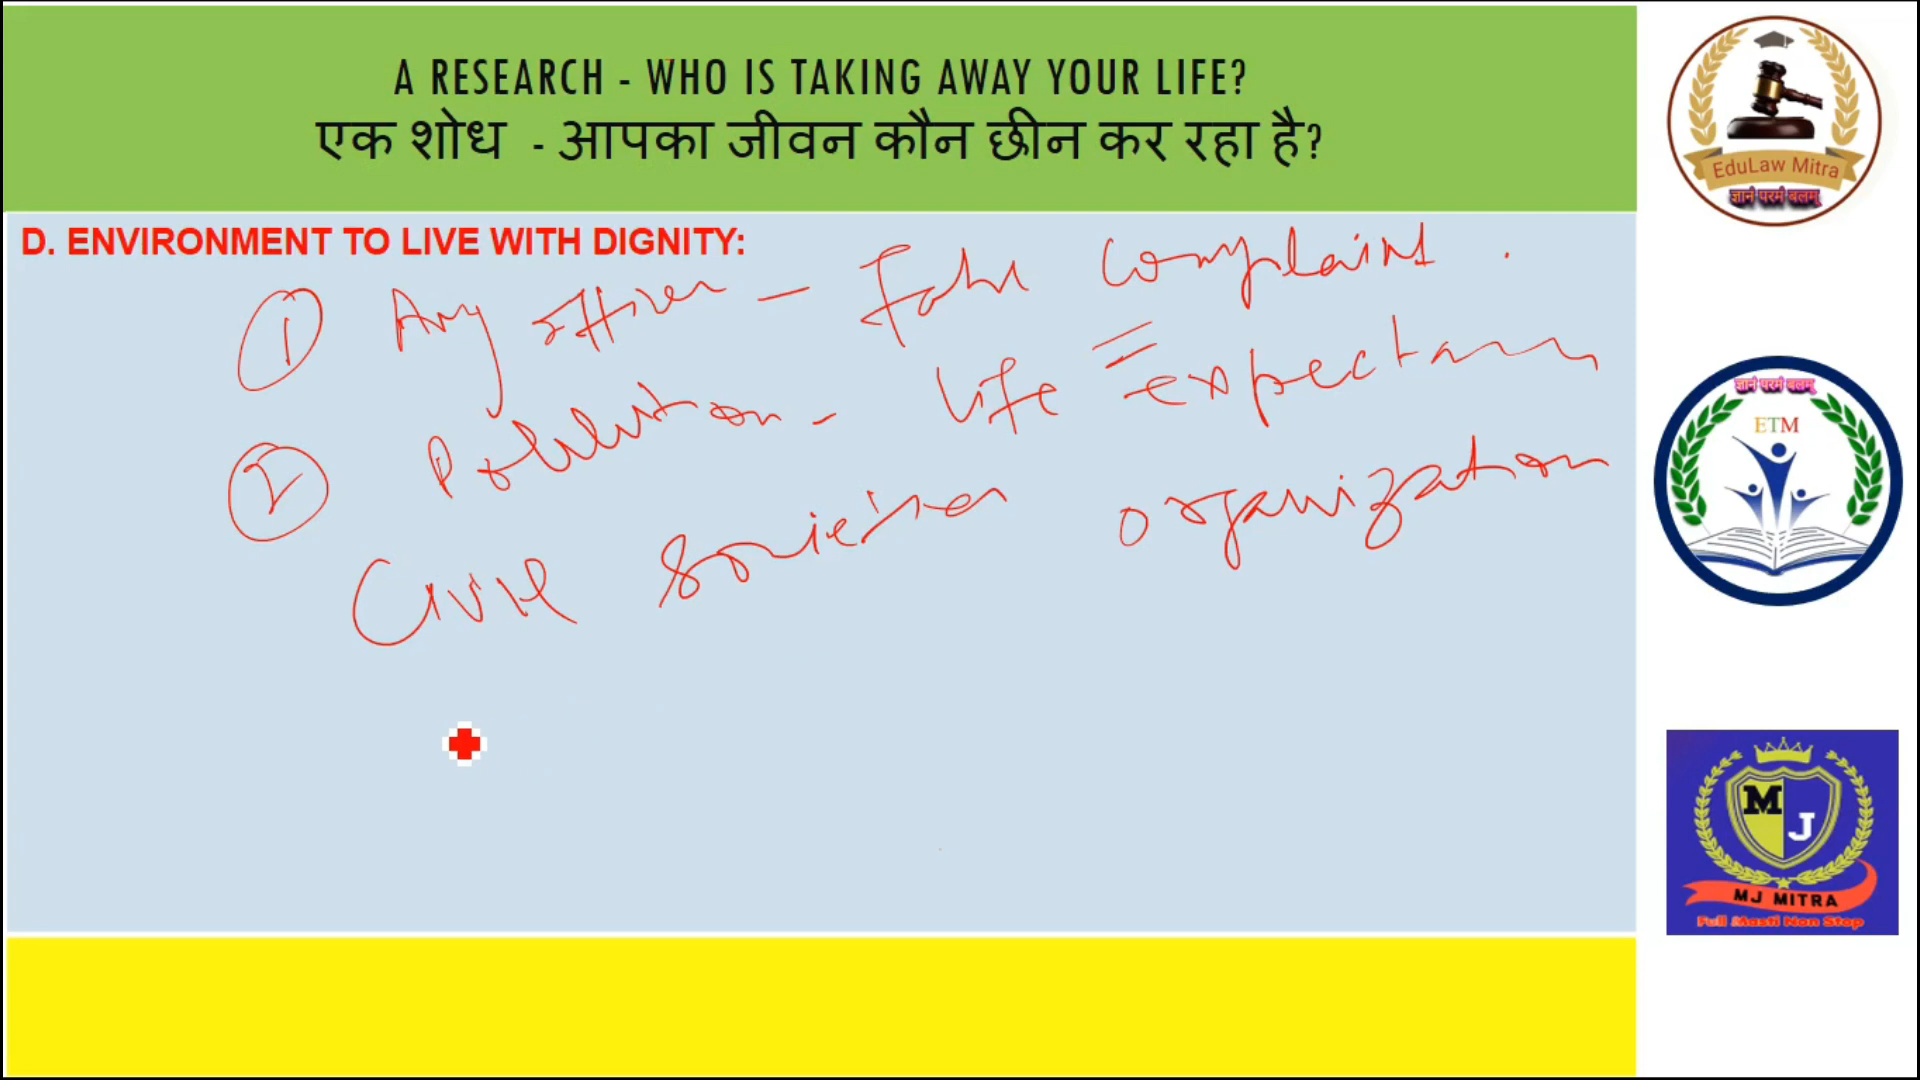 A RESEARCH - WHO IS TAKING AWAY YOUR LIFE?
एक शोध - आपका जीवन कौन छीन कर रहा है?
D. ENVIRONMENT TO LIVE WITH DIGNITY:
① Any officer - False complaint.
② Pollution - life expectancy
Civil societies organization
EduLaw Mitra
ज्ञानं परमं बलम्
ज्ञानं परमं बलम्
ETM
M J
MJ MITRA
Full Masti Non Stop